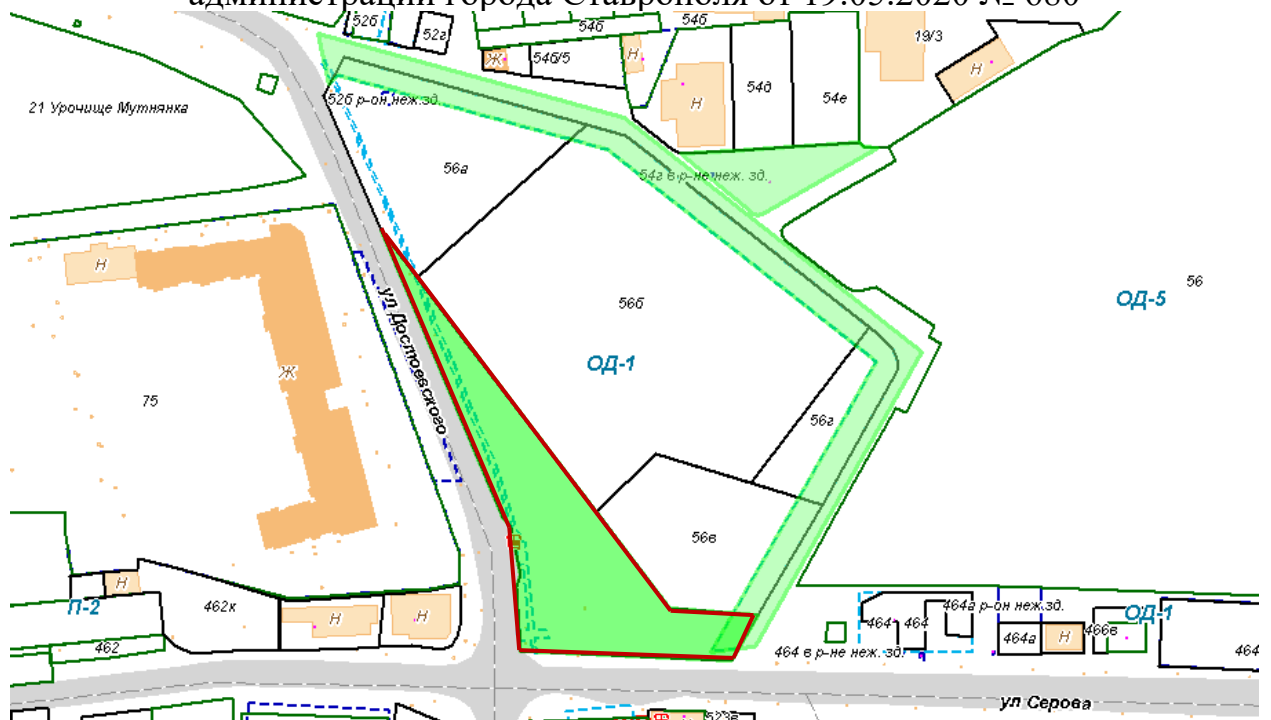 администрации города Ставрополя от 19.05.2020 № 680
52б
52г
54б
54б
19/3
Ж
54б/5
Н
Н
54д
54е
Н
21 Урочище Мутнянка
52б р-он.неж.зд.
56а
54г в р-не неж. зд.
Н
56б
ОД-5
56
ОД-1
ул Достоевского
Ж
75
56г
56в
П-2
Н
462к
Н
Н
462
464
464
464а р-он неж.зд.
464а
Н
466в
ОД-1
464 в р-не неж. зд.
464
ул Серова
523в